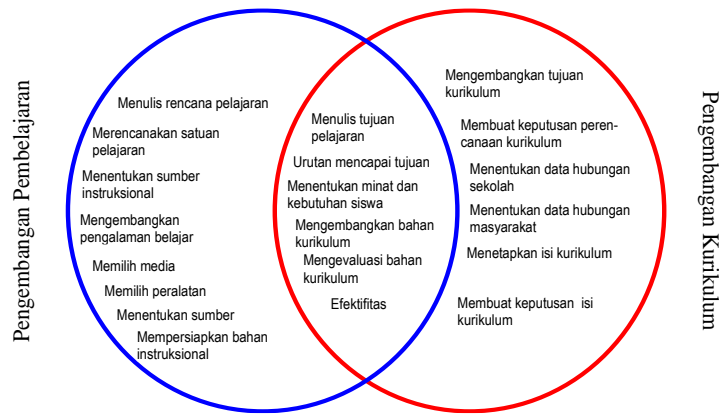 Pengembangan Pembelajaran
Menulis rencana pelajaran
Merencanakan satuan
pelajaran
Menentukan sumber
instruksional
Mengembangkan
pengalaman belajar
Memilih media
Memilih peralatan
Menentukan sumber
Mempersiapkan bahan
instruksional
Menulis tujuan
pelajaran
Urutan mencapai tujuan
Menentukan minat dan
kebutuhan siswa
Mengembangkan bahan
kurikulum
Mengevaluasi bahan
kurikulum
Efektifitas
Mengembangkan tujuan
kurikulum
Membuat keputusan peren-
canaan kurikulum
Menentukan data hubungan
sekolah
Menentukan data hubungan
masyarakat
Menetapkan isi kurikulum
Membuat keputusan isi
kurikulum
Pengembangan Kurikulum